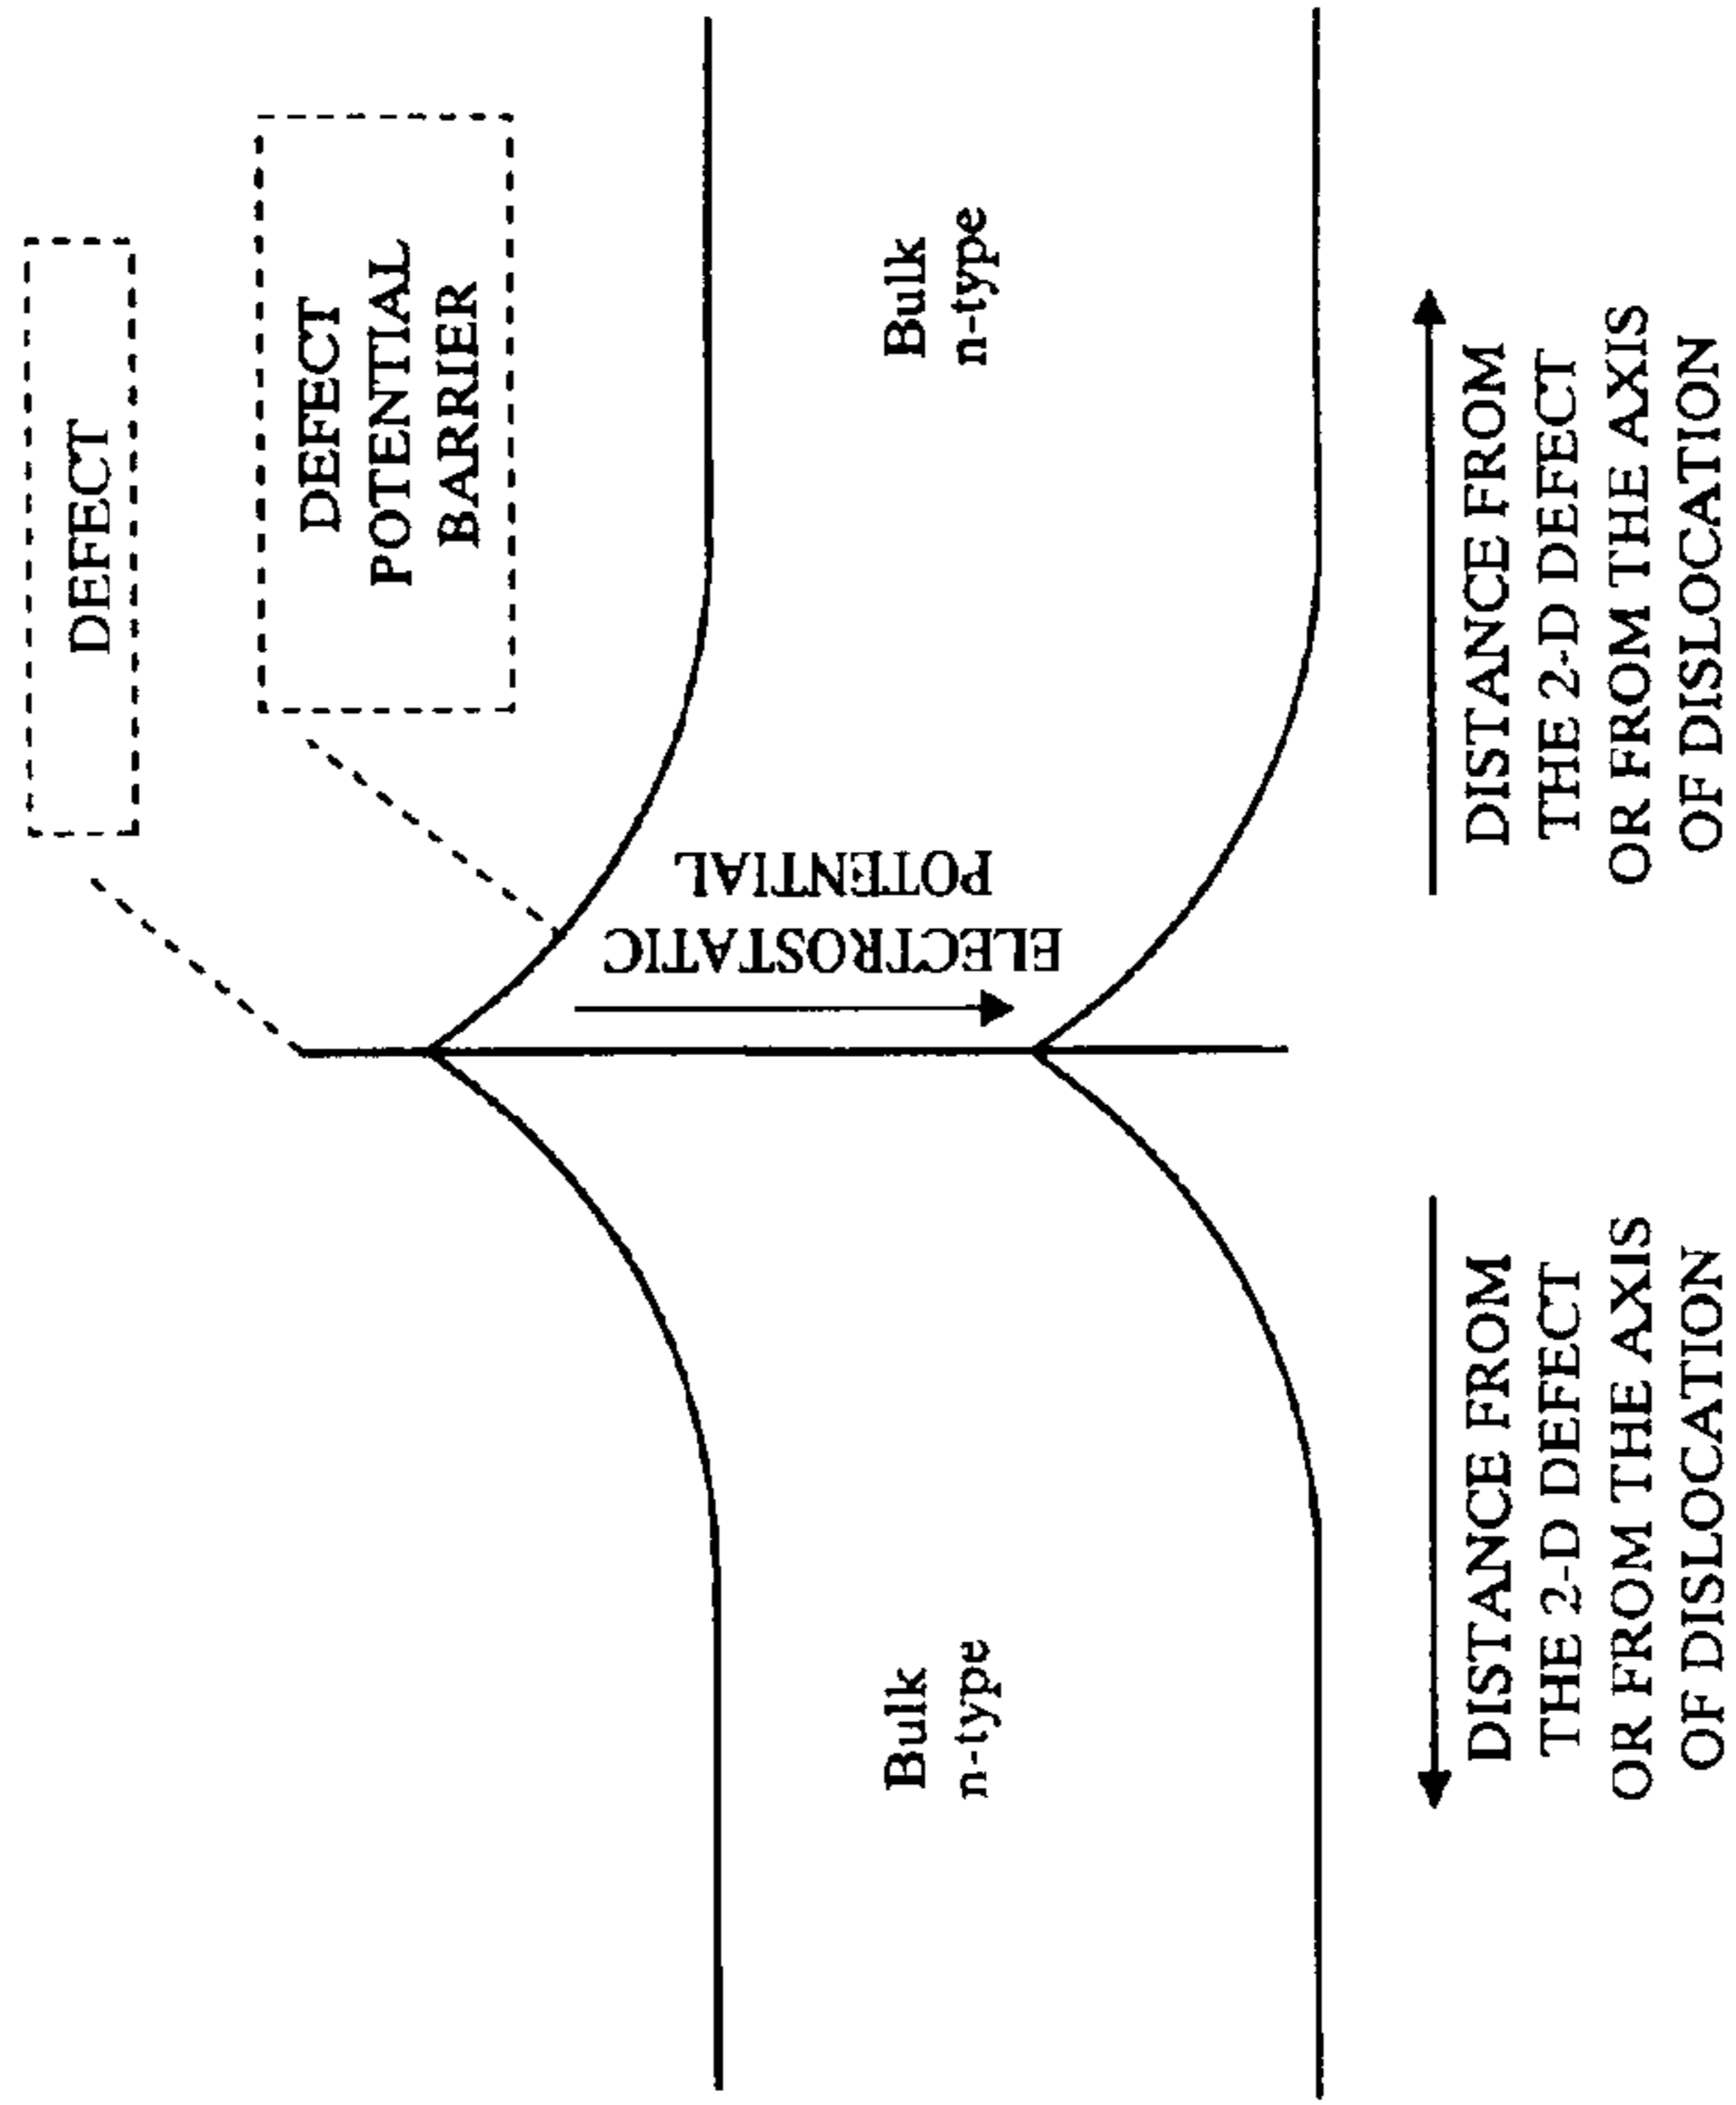 DEFECT
DEFECT
POTENTIAL
BARRIER
Bulk
n-type
ELECTROSTATIC
POTENTIAL
Bulk
n-type
DISTANCE FROM
THE 2-D DEFECT
OR FROM THE AXIS
OF DISLOCATION
DISTANCE FROM
THE 2-D DEFECT
OR FROM THE AXIS
OF DISLOCATION